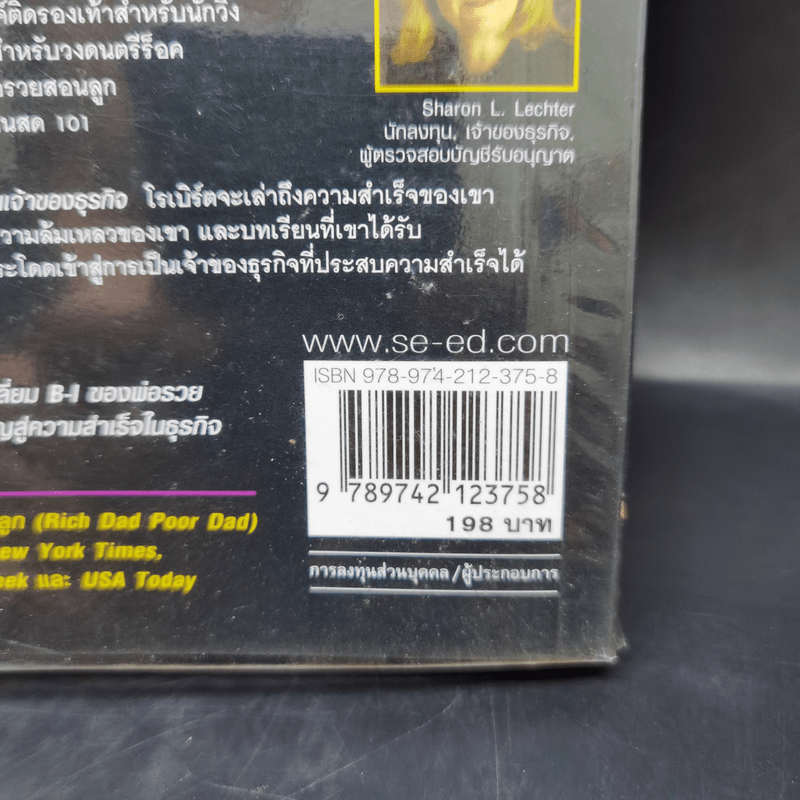 ติดรองเท้าสำหรับนักวิ่ง
สำหรับวงดนตรีร็อค
รวยสอนลูก
101
Sharon L. Lechter
นักลงทุน, เจ้าของธุรกิจ,
ผู้ตรวจสอบบัญชีรับอนุญาต
เจ้าของธุรกิจ โรเบิร์ตจะเล่าถึงความสำเร็จของเขา
ความล้มเหลวของเขา และบทเรียนที่เขาได้รับ
กระโดดเข้าสู่การเป็นเจ้าของธุรกิจที่ประสบความสำเร็จได้
www.se-ed.com
ISBN 978-974-212-375-8
9 789742 123758
198 บาท
B-I ของพ่อรวย
สู่ความสำเร็จในธุรกิจ
ลูก (Rich Dad Poor Dad)
ew York Times,
eek และ USA Today
การลงทุนส่วนบุคคล/ผู้ประกอบการ